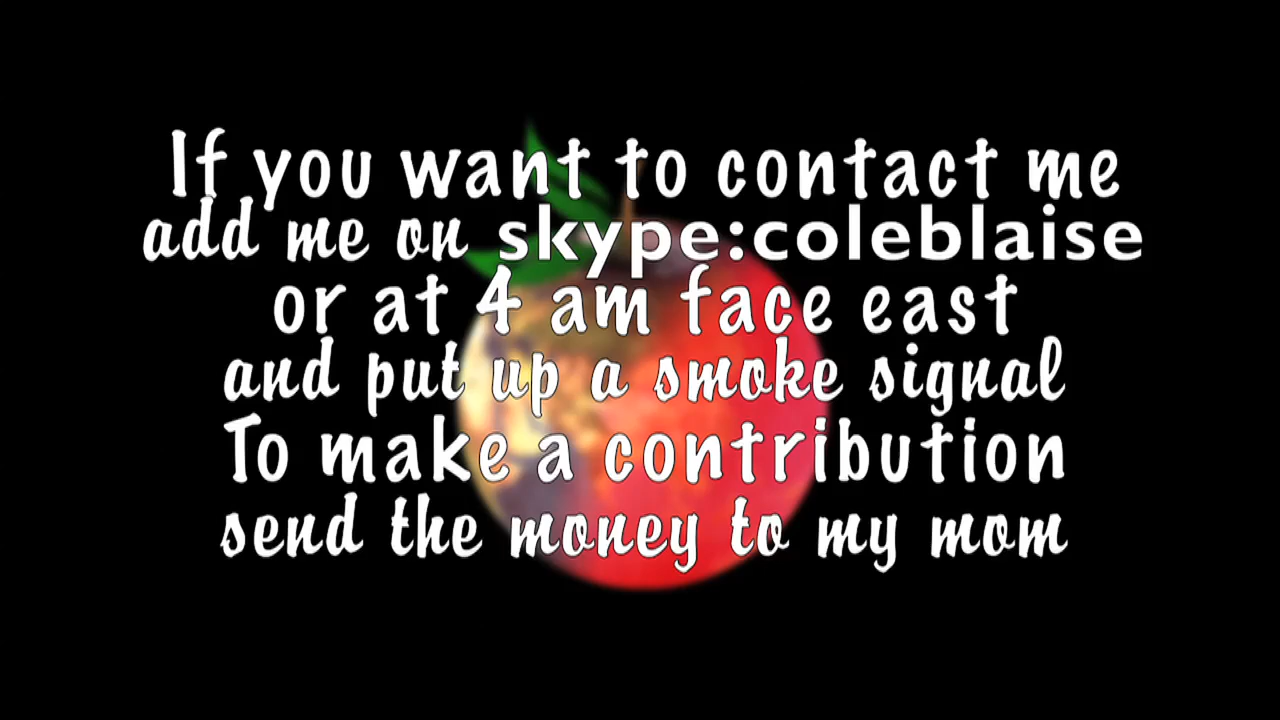 If you want to contact me
add me on skype:coleblaise
or at 4 am face east
and put up a smoke signal
To make a contribution
send the money to my mom